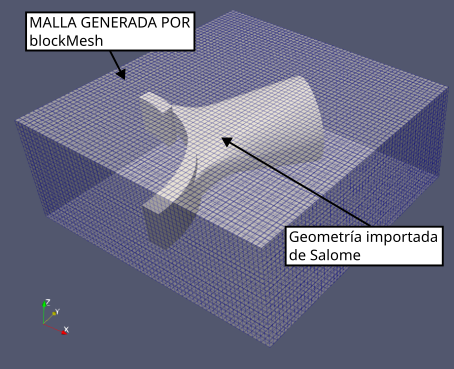 MALLA GENERADA POR
blockMesh
Geometría importada
de Salome
Z
Y
X